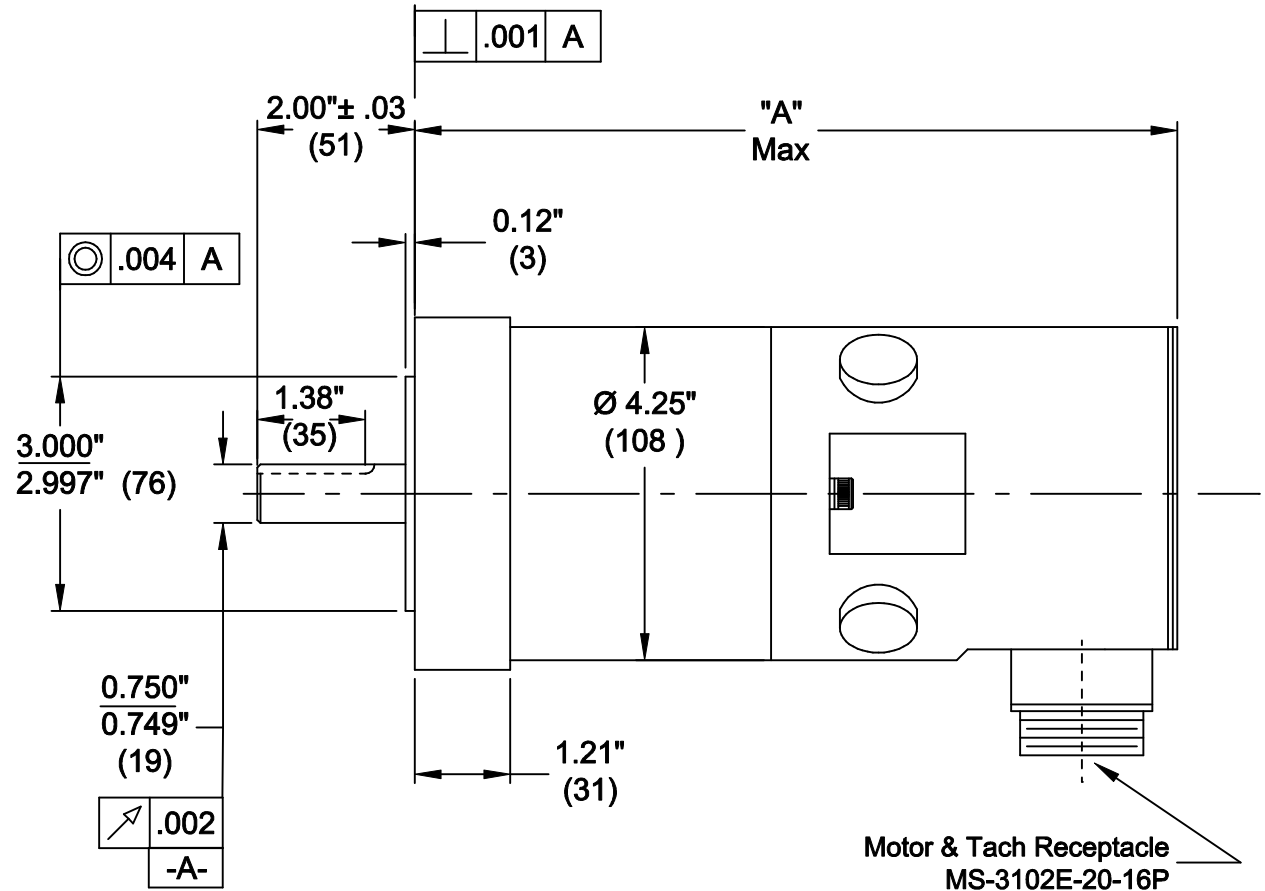 .001 A
2.00"± .03
(51)
"A"
Max
0.12"
(3)
.004 A
1.38"
(35)
Ø 4.25"
(108 )
3.000"
2.997" (76)
0.750"
0.749"
(19)
1.21"
(31)
.002
-A-
Motor & Tach Receptacle
MS-3102E-20-16P